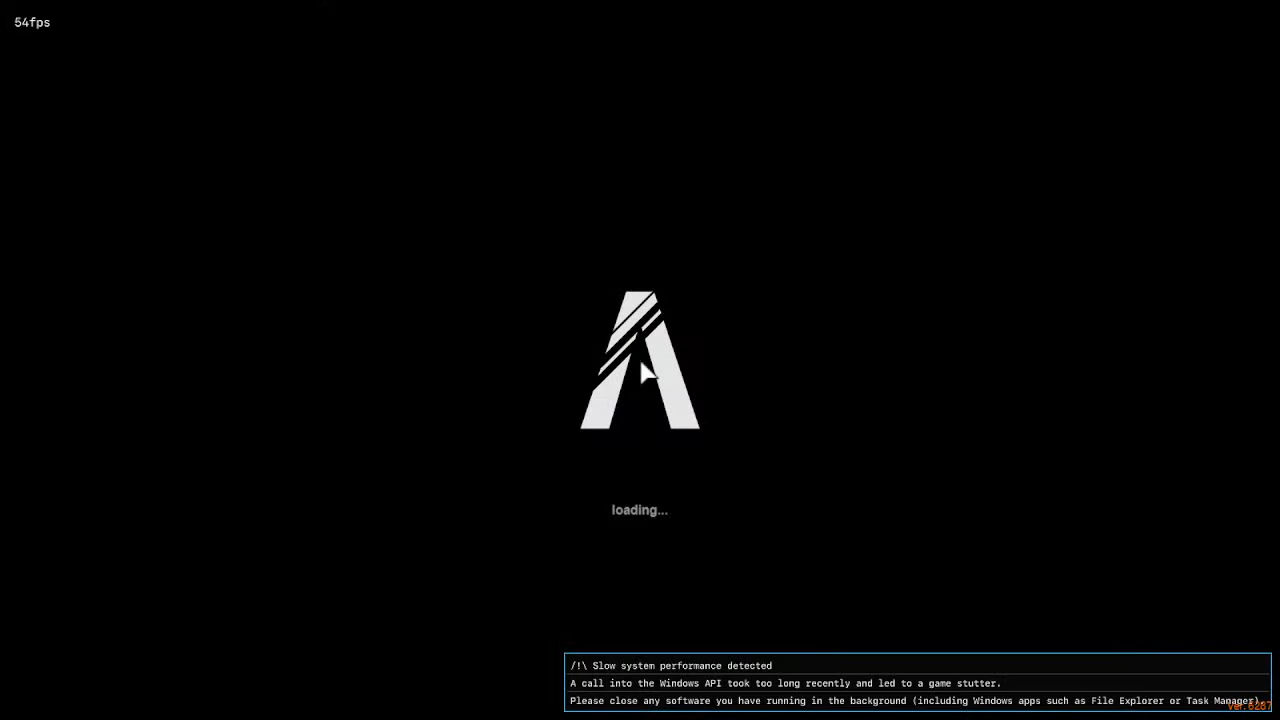 54fps
loading...
/!\ Slow system performance detected
A call into the Windows API took too long recently and led to a game stutter.
Please close any software you have running in the background (including Windows apps such as File Explorer or Task Manager).